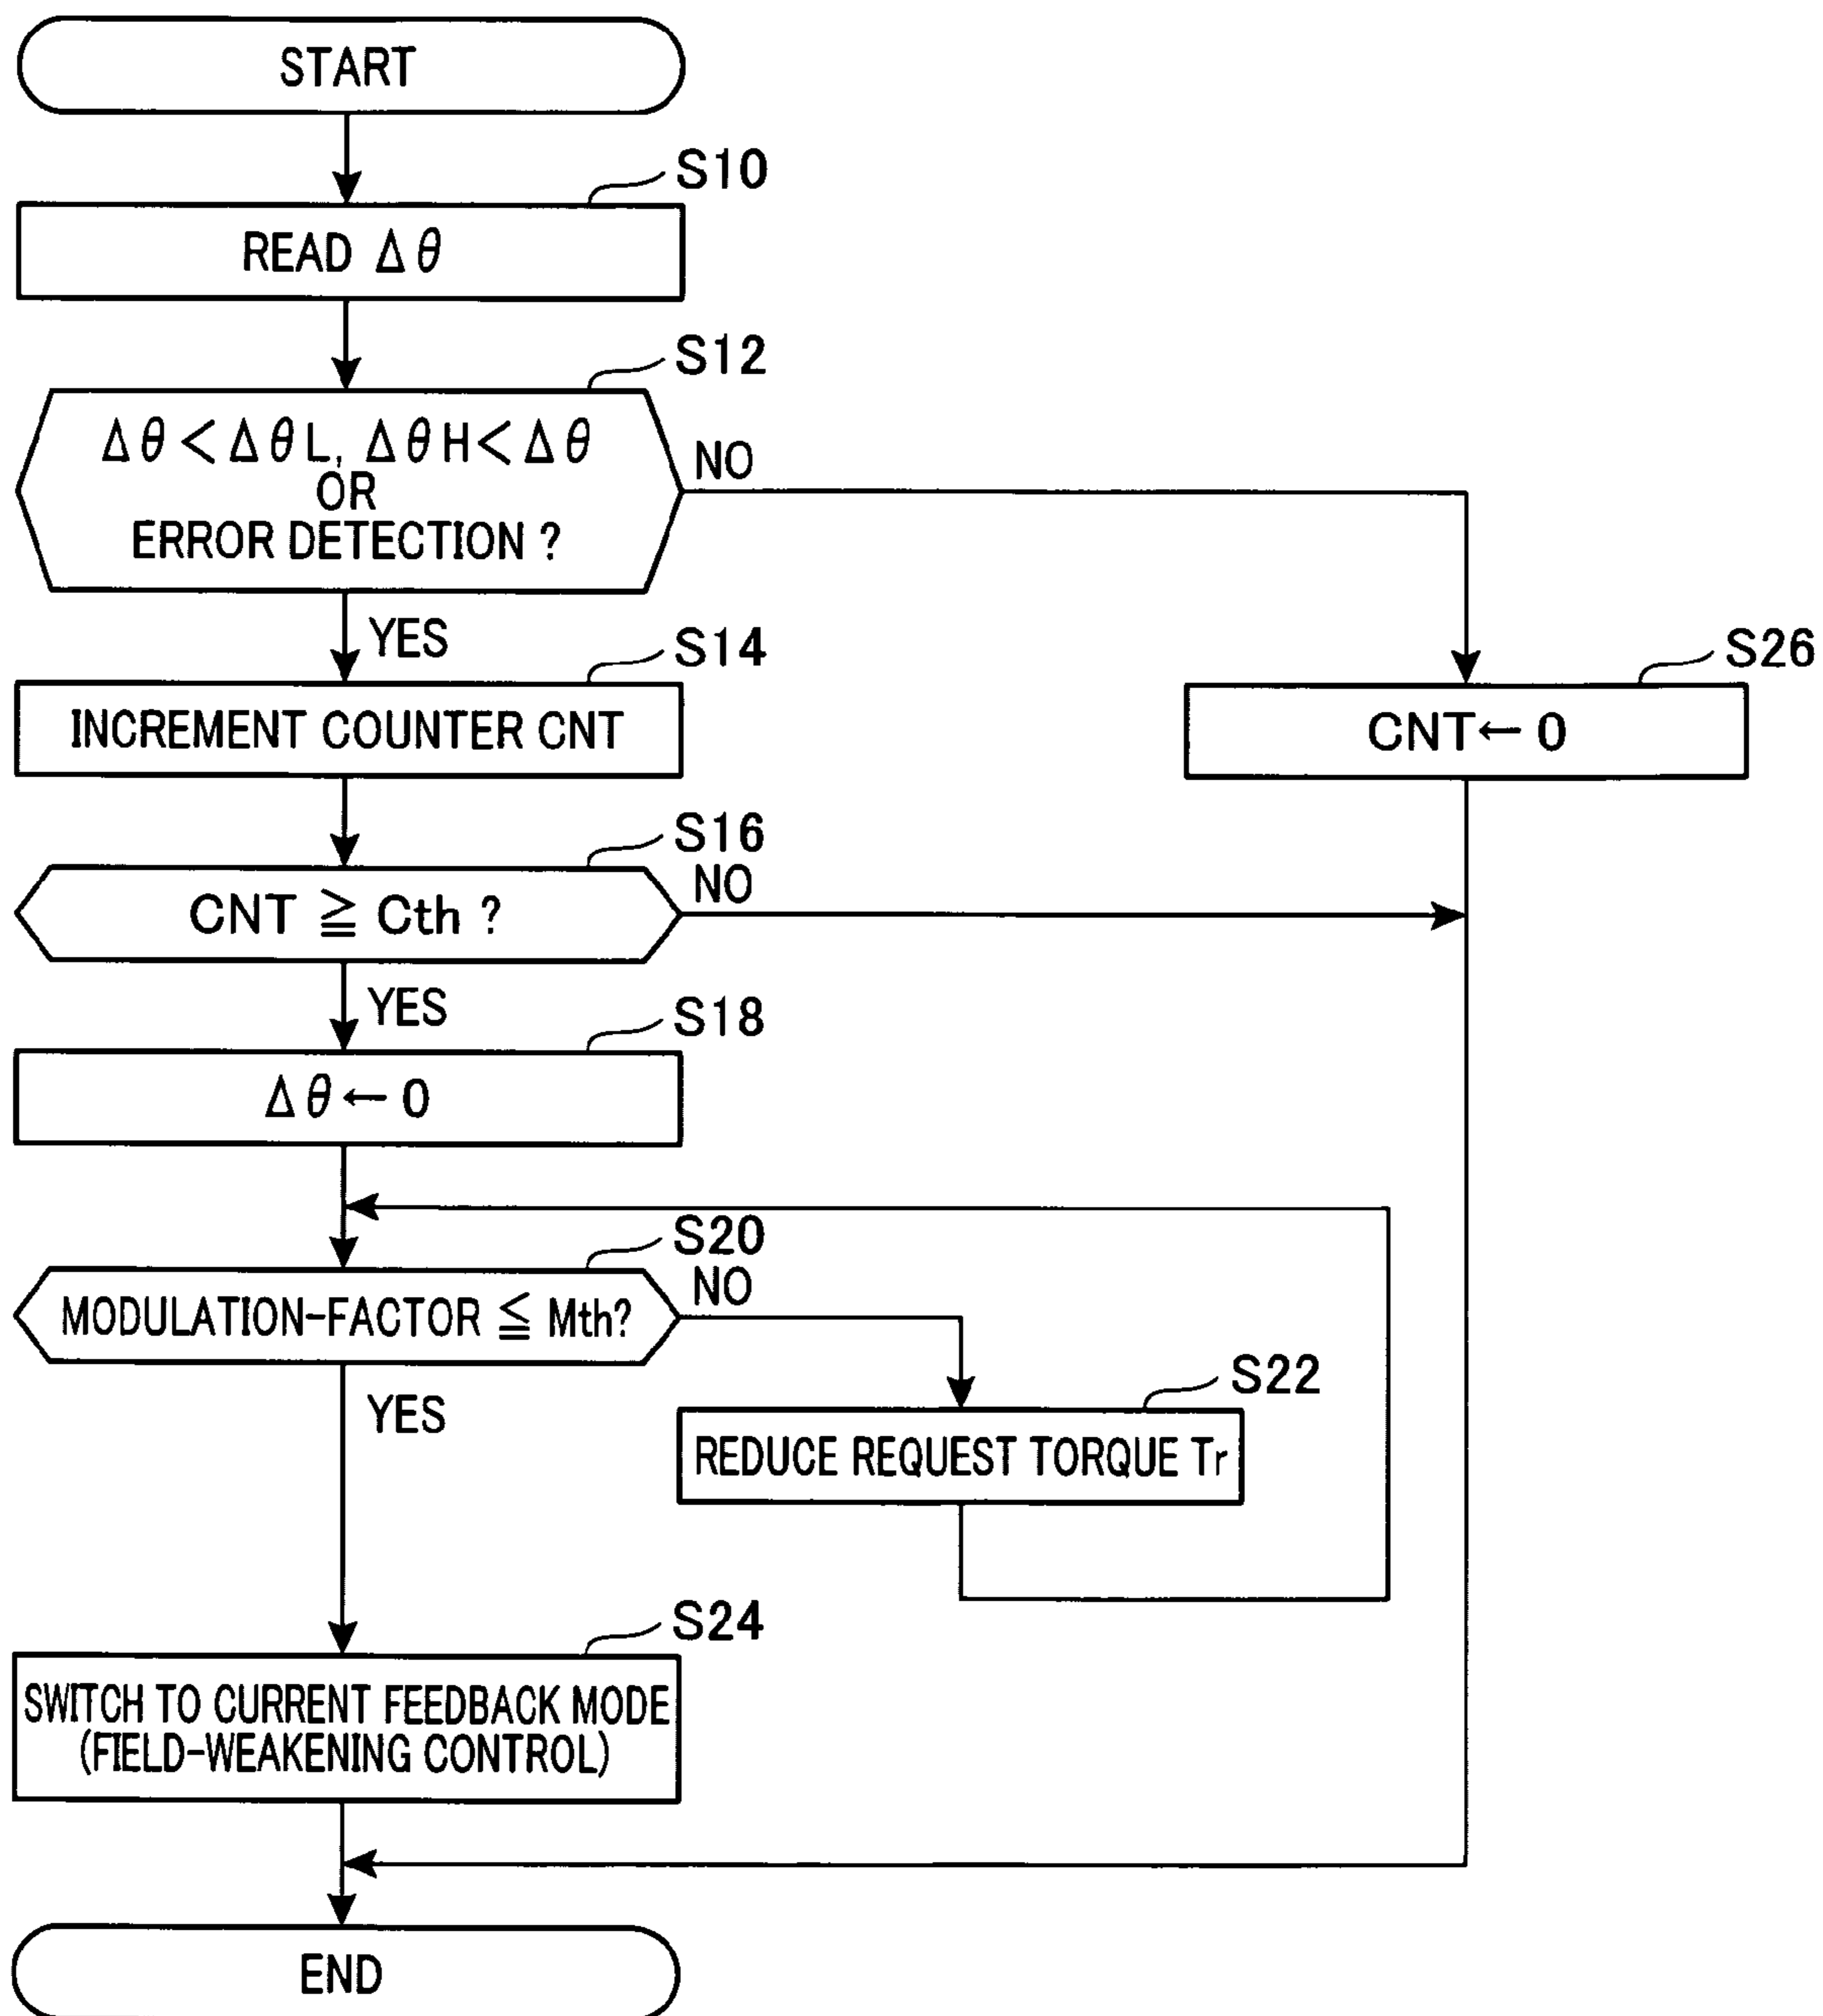 START
S10
READ Δθ
S12
Δθ<ΔθL, ΔθH<Δθ
OR
ERROR DETECTION ?
NO
YES
S14
INCREMENT COUNTER CNT
S26
CNT← 0
S16
CNT ≧ Cth ?
NO
YES
S18
Δθ← 0
S20
MODULATION-FACTOR ≦ Mth?
NO
YES
S22
REDUCE REQUEST TORQUE Tr
S24
SWITCH TO CURRENT FEEDBACK MODE
(FIELD-WEAKENING CONTROL)
END